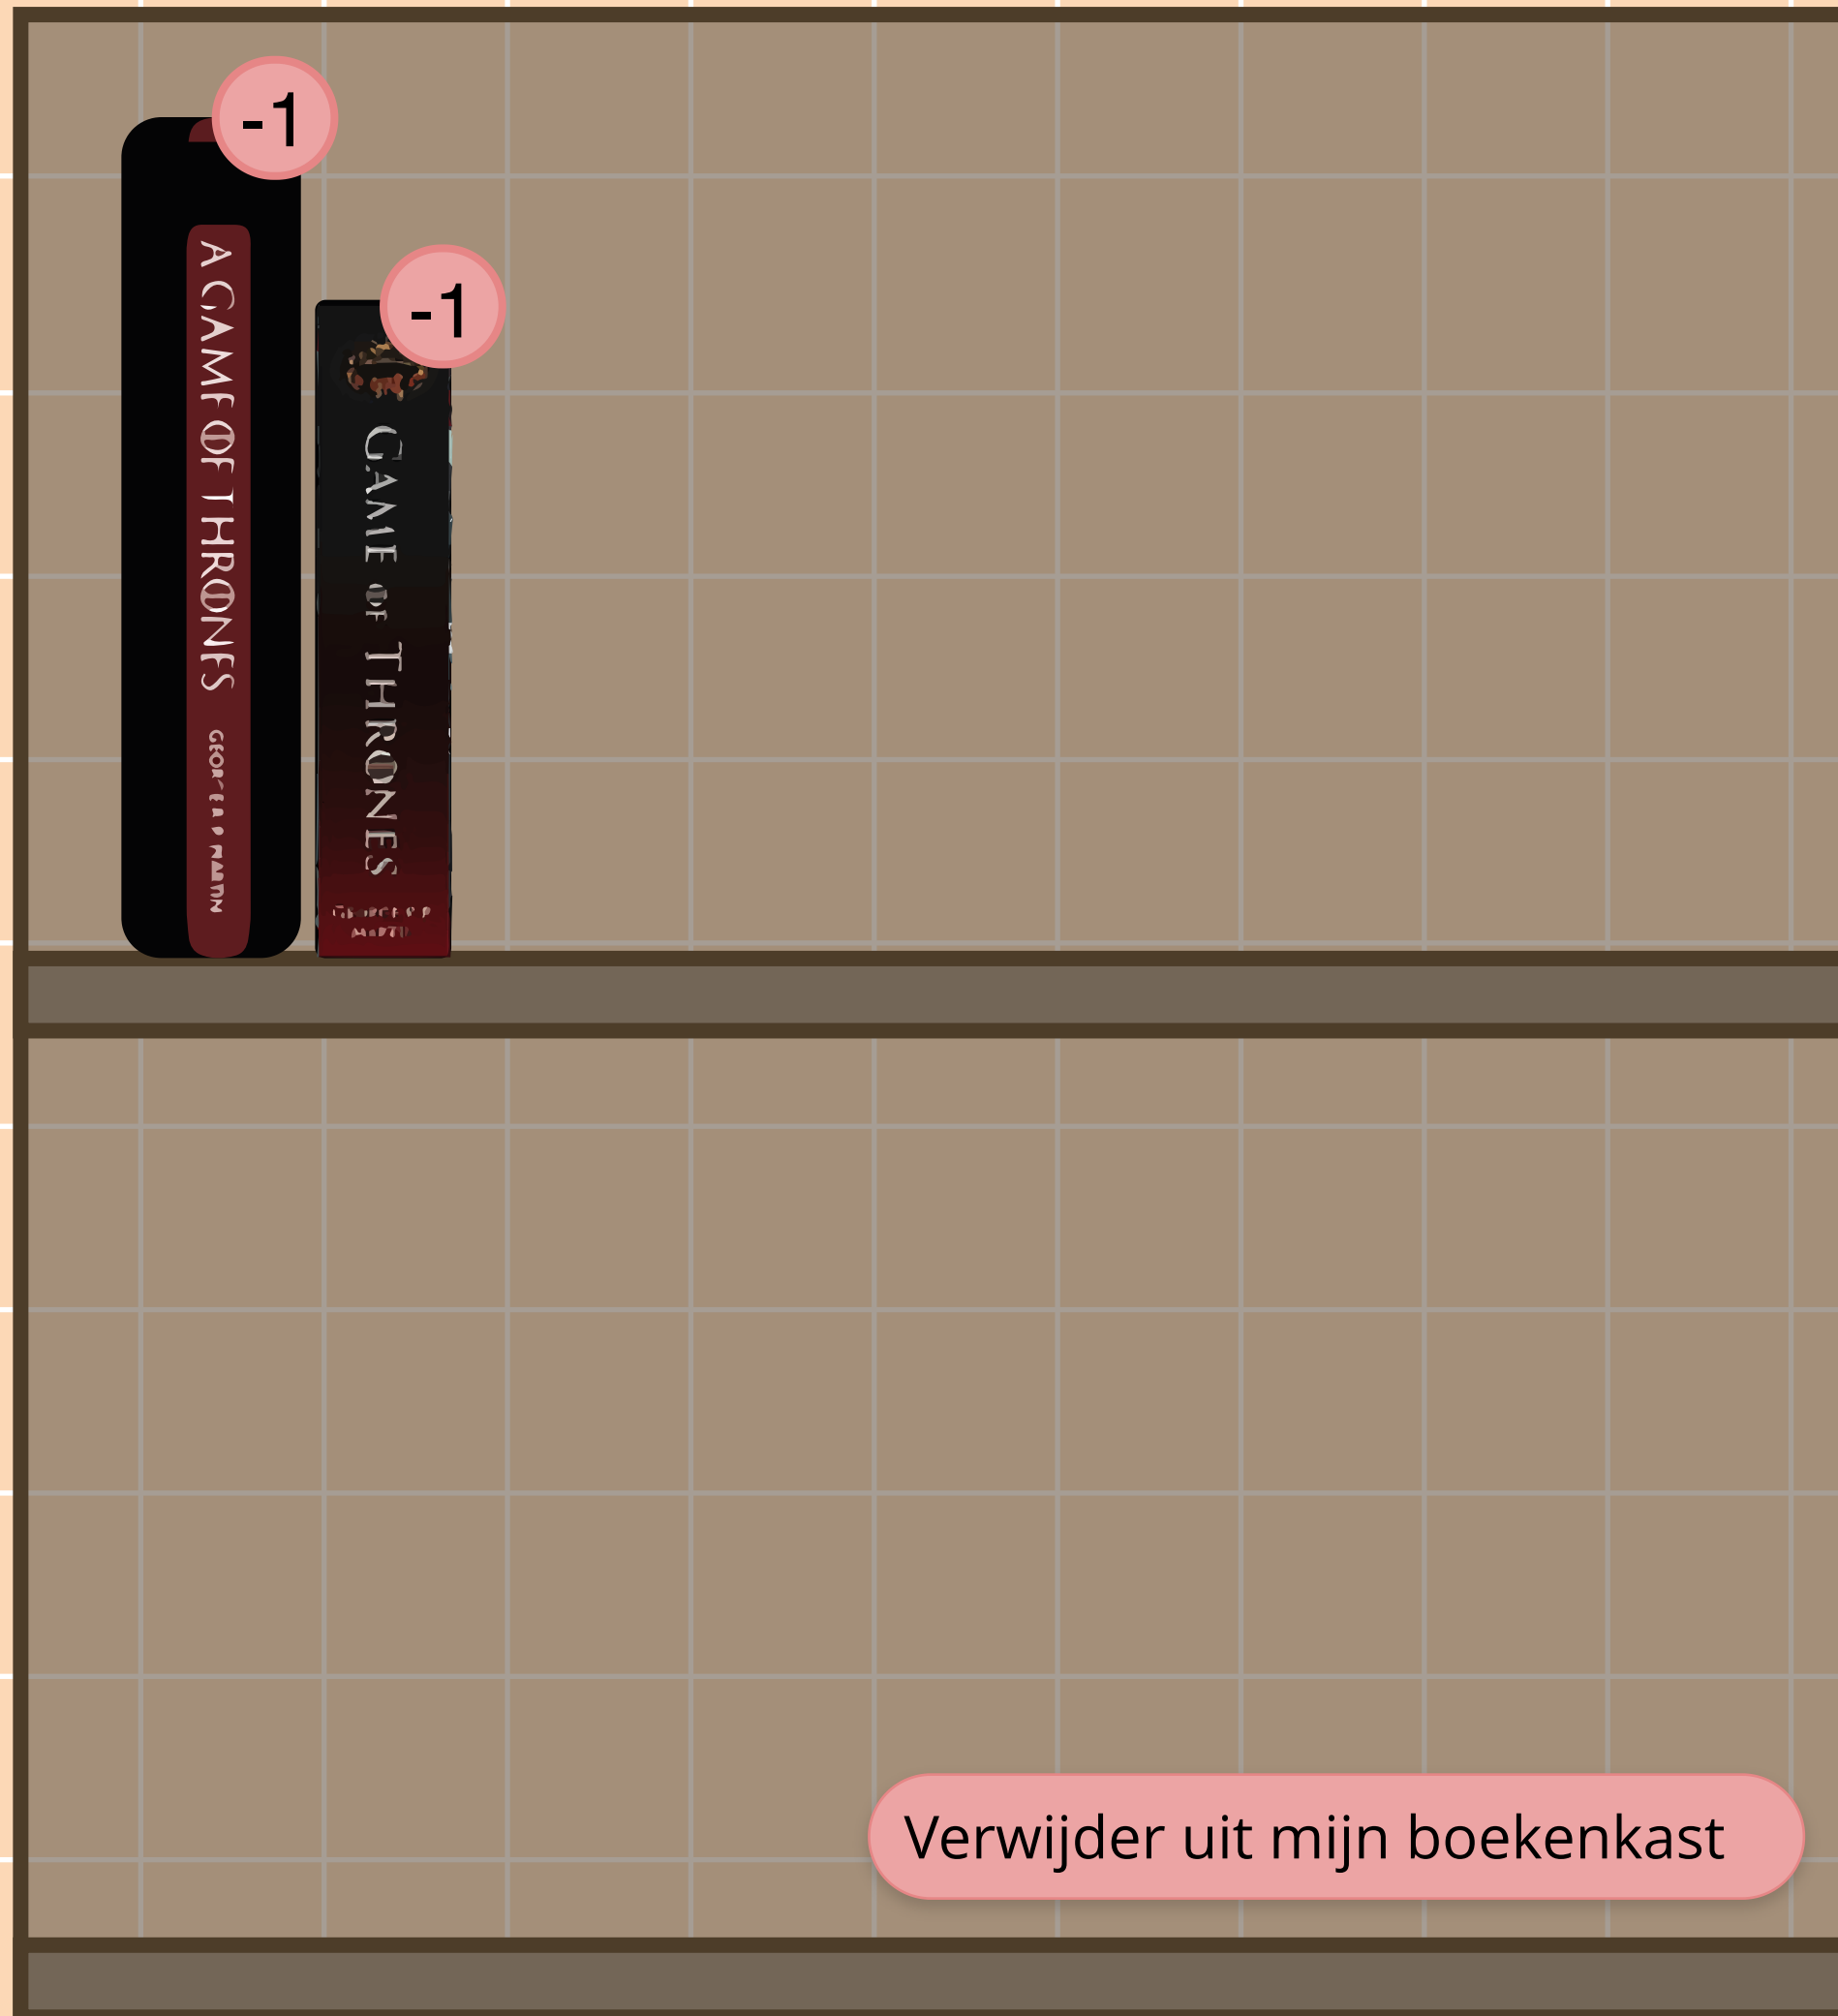 -1
A GAME OF THRONES
-1
GAME OF THRONES
Verwijder uit mijn boekenkast